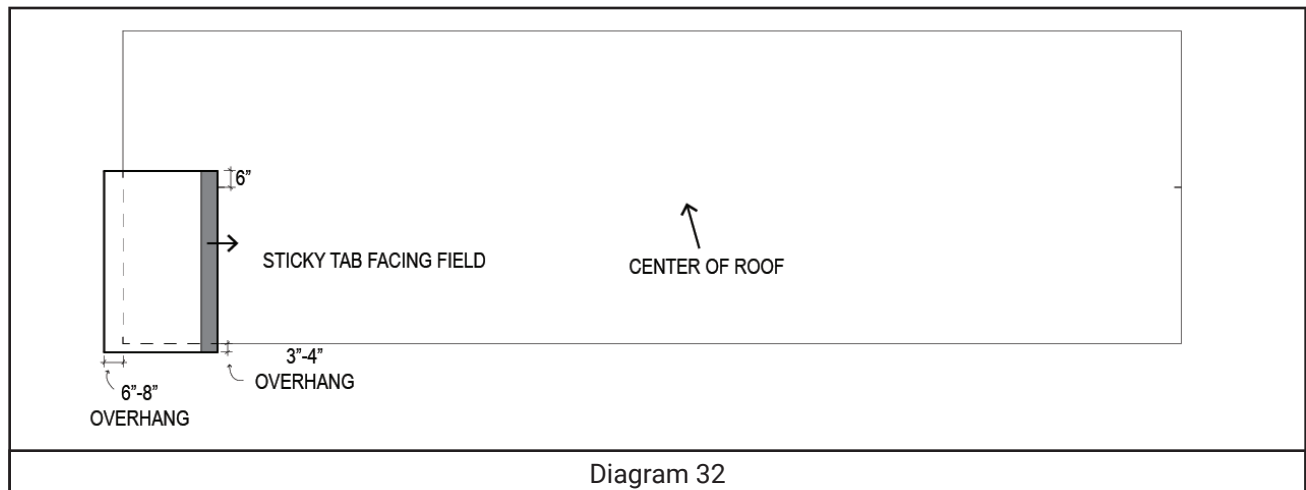 6”
STICKY TAB FACING FIELD
CENTER OF ROOF
3”-4”
OVERHANG
6”-8”
OVERHANG
Diagram 32